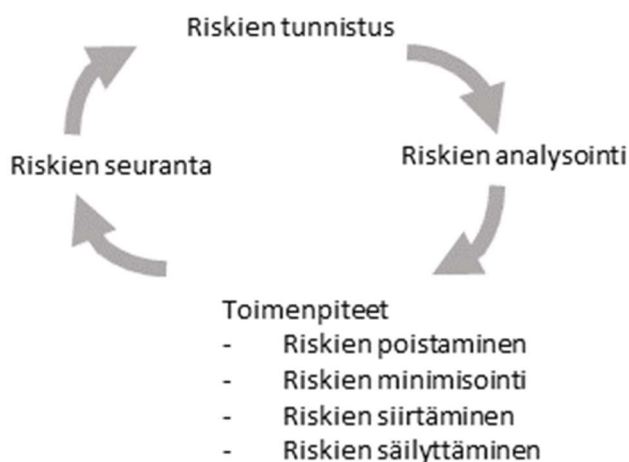 Riskien tunnistus
Riskien analysointi
Riskien seuranta
Toimenpiteet
- Riskien poistaminen
- Riskien minimisointi
- Riskien siirtäminen
- Riskien säilyttäminen